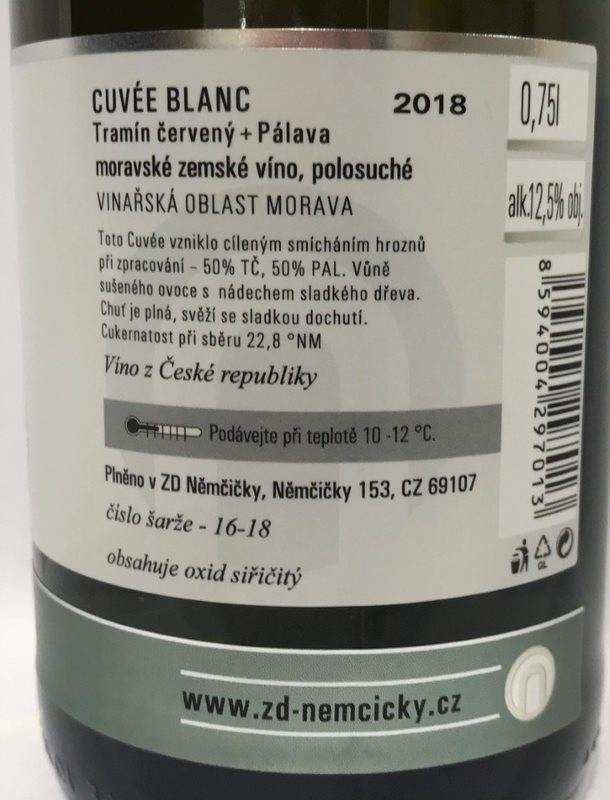 CUVÉE BLANC 2018
Tramín červený + Pálava
moravské zemské víno, polosuché
VINAŘSKÁ OBLAST MORAVA
Toto Cuvée vzniklo cíleným smícháním hroznů
při zpracování - 50% TČ, 50% PAL. Vůně
sušeného ovoce s nádechem sladkého dřeva.
Chuť je plná, svěží se sladkou dochutí.
Cukernatost při sběru 22,8 °NM
Víno z České republiky
Podávejte při teplotě 10 -12 °C.
Plněno v ZD Němčičky, Němčičky 153, CZ 69107
číslo šarže - 16-18
obsahuje oxid siřičitý
0,75l
alk.12,5% obj.
8 594004 297013
GL
www.zd-nemcicky.cz